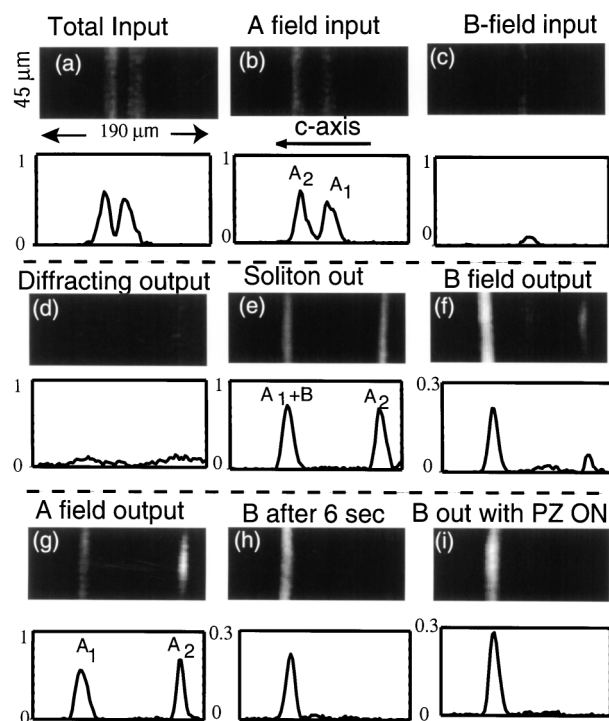 Total Input
A field input
B-field input
(a)
(b)
(c)
45 μm
190 μm
c-axis
1
0
1
0
A2
A1
1
0
Diffracting output
Soliton out
B field output
(d)
(e)
(f)
1
0
1
0
A1+B
A2
0.3
0
A field output
B after 6 sec
B out with PZ ON
(g)
(h)
(i)
1
0
A1
A2
0.3
0
0.3
0